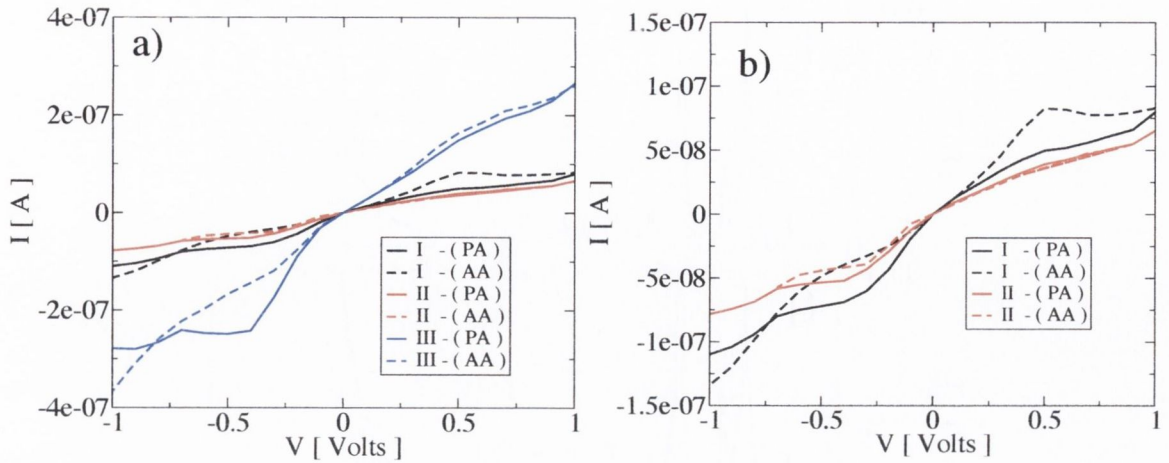 a)
4e-07
2e-07
0
-2e-07
-4e-07
I [ A ]
-1
-0.5
0
0.5
1
V [ Volts ]
I - ( PA )
I - ( AA )
II - ( PA )
II - ( AA )
III - ( PA )
III - ( AA )
b)
1.5e-07
1e-07
5e-08
0
-5e-08
-1e-07
-1.5e-07
I [ A ]
-1
-0.5
0
0.5
1
V [ Volts ]
I - ( PA )
I - ( AA )
II - ( PA )
II - ( AA )